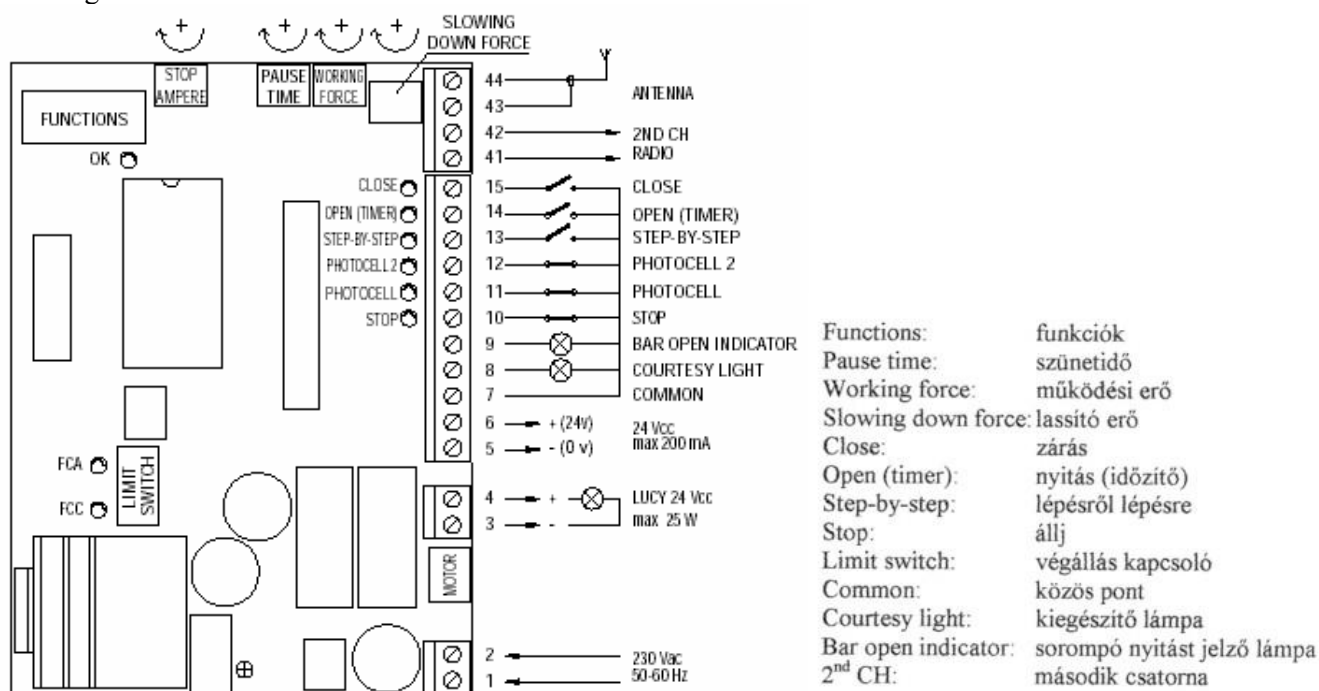 SLOWING
DOWN FORCE
STOP
AMPERE
PAUSE
TIME
WORKING
FORCE
FUNCTIONS
OK
44
43
ANTENNA
42
2ND CH
41
RADIO
CLOSE
15
CLOSE
OPEN (TIMER)
14
OPEN (TIMER)
STEP-BY-STEP
13
STEP-BY-STEP
PHOTOCELL 2
12
PHOTOCELL 2
PHOTOCELL
11
PHOTOCELL
STOP
10
STOP
9
BAR OPEN INDICATOR
8
COURTESY LIGHT
7
COMMON
6
+ (24V)
24 Vcc
max 200 mA
5
- (0 V)
FCA
FCC
LIMIT
SWITCH
4
+
LUCY 24 Vcc
max 25 W
3
-
MOTOR
2
230 Vac
50-60 Hz
1
Functions: funkciók
Pause time: szünetidő
Working force: működési erő
Slowing down force: lassító erő
Close: zárás
Open (timer): nyitás (időzítő)
Step-by-step: lépésről lépésre
Stop: állj
Limit switch: végállás kapcsoló
Common: közös pont
Courtesy light: kiegészítő lámpa
Bar open indicator: sorompó nyitást jelző lámpa
2nd CH: második csatorna